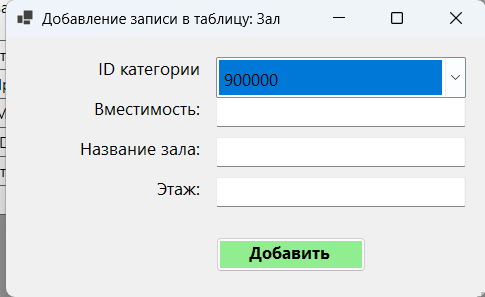 Добавление записи в таблицу: Зал
ID категории
900000
Вместимость:
Название зала:
Этаж:
Добавить